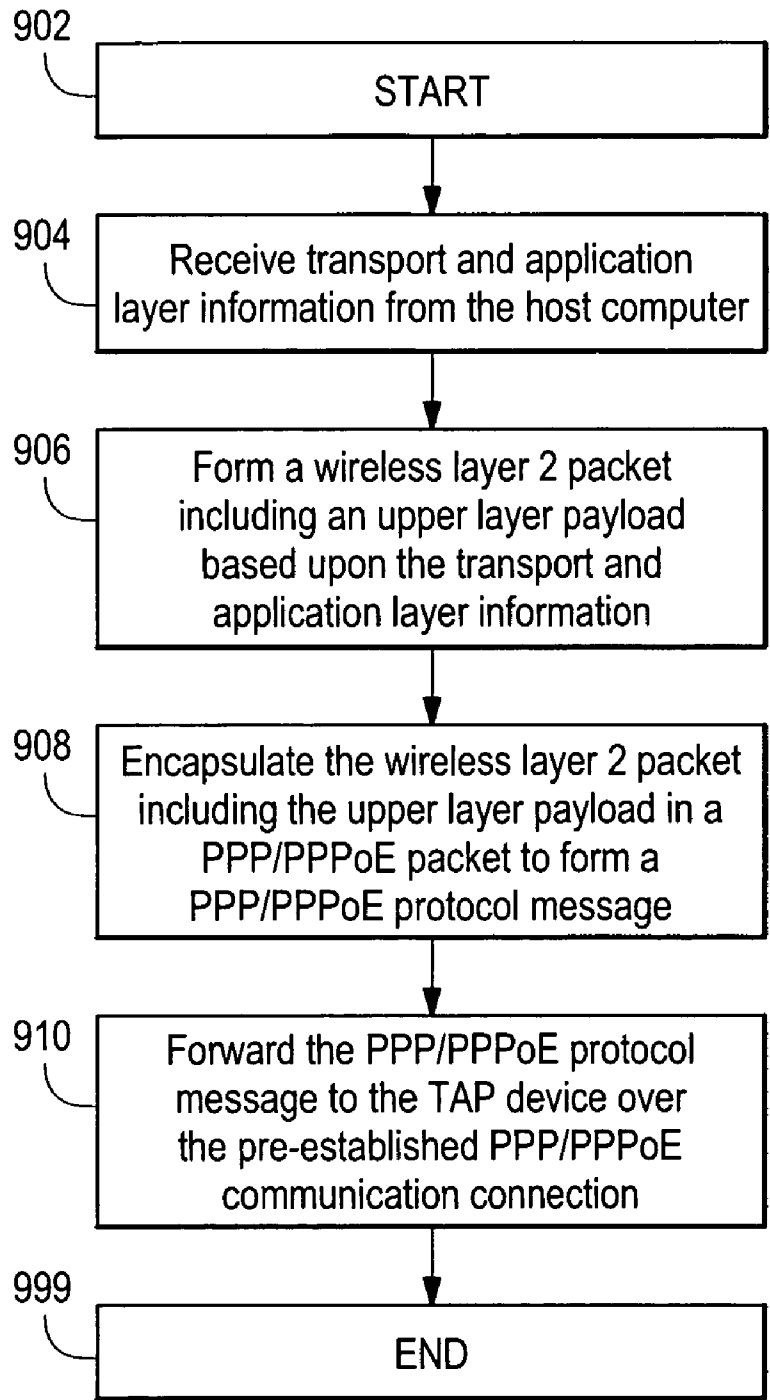 902
START
904
Receive transport and application
layer information from the host computer
906
Form a wireless layer 2 packet
including an upper layer payload
based upon the transport and
application layer information
908
Encapsulate the wireless layer 2 packet
including the upper layer payload in a
PPP/PPPoE packet to form a
PPP/PPPoE protocol message
910
Forward the PPP/PPPoE protocol
message to the TAP device over
the pre-established PPP/PPPoE
communication connection
999
END